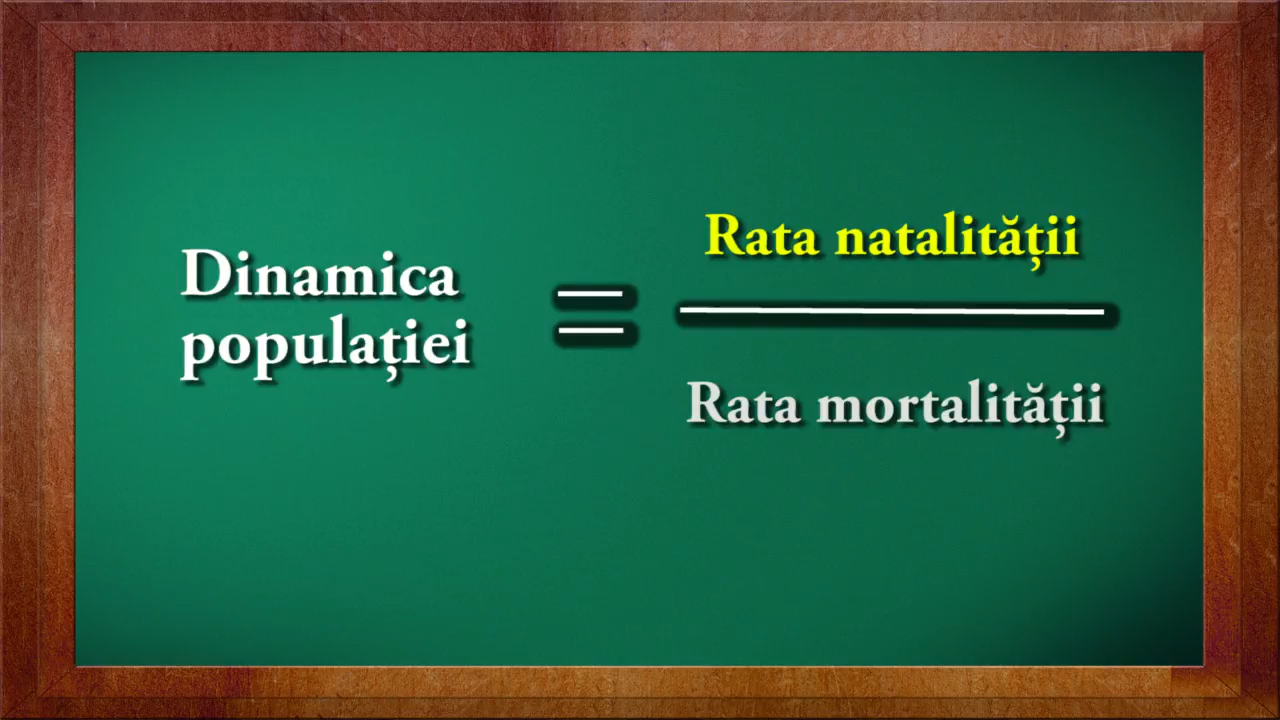 Dinamica
populației
=
Rata natalității
Rata mortalității